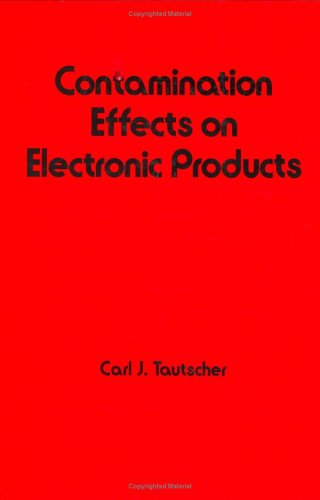 Copyrighted Material
Contamination
Effects on
Electronic Products
Carl J. Tautscher
Copyrighted Material